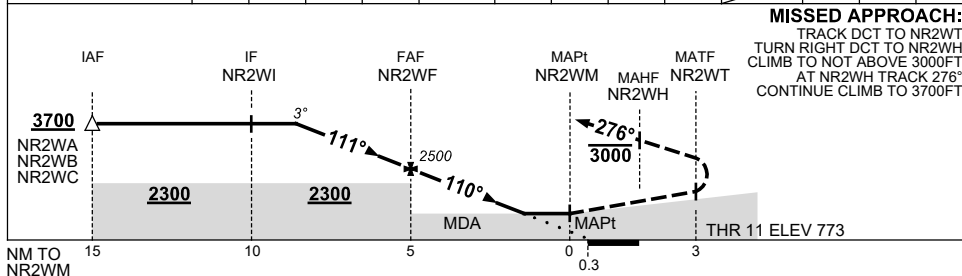 MISSED APPROACH:
TRACK DCT TO NR2WT
TURN RIGHT DCT TO NR2WH
CLIMB TO NOT ABOVE 3000FT
AT NR2WH TRACK 276°
CONTINUE CLIMB TO 3700FT
IAF
IF
NR2WI
FAF
NR2WF
MAPt
NR2WM
MAHF
NR2WH
MATF
NR2WT
3700
NR2WA
NR2WB
NR2WC
3°
111°
2500
110°
276°
3000
2300
2300
MDA
MAPt
THR 11 ELEV 773
NM TO
NR2WM
15
10
5
0
0.3
3